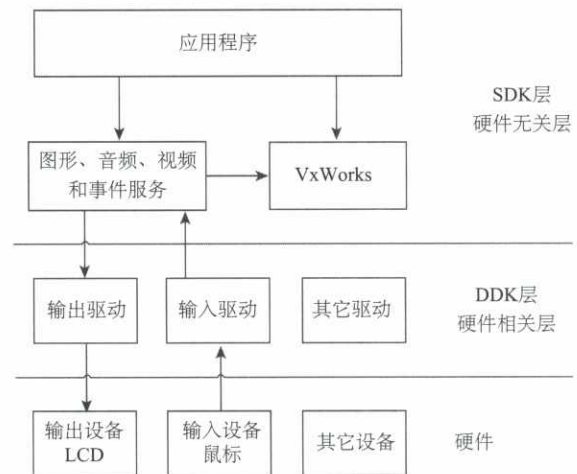 应用程序
SDK层
硬件无关层
图形、音频、视频
和事件服务
VxWorks
输出驱动
输入驱动
其它驱动
DDK层
硬件相关层
输出设备
LCD
输入设备
鼠标
其它设备
硬件